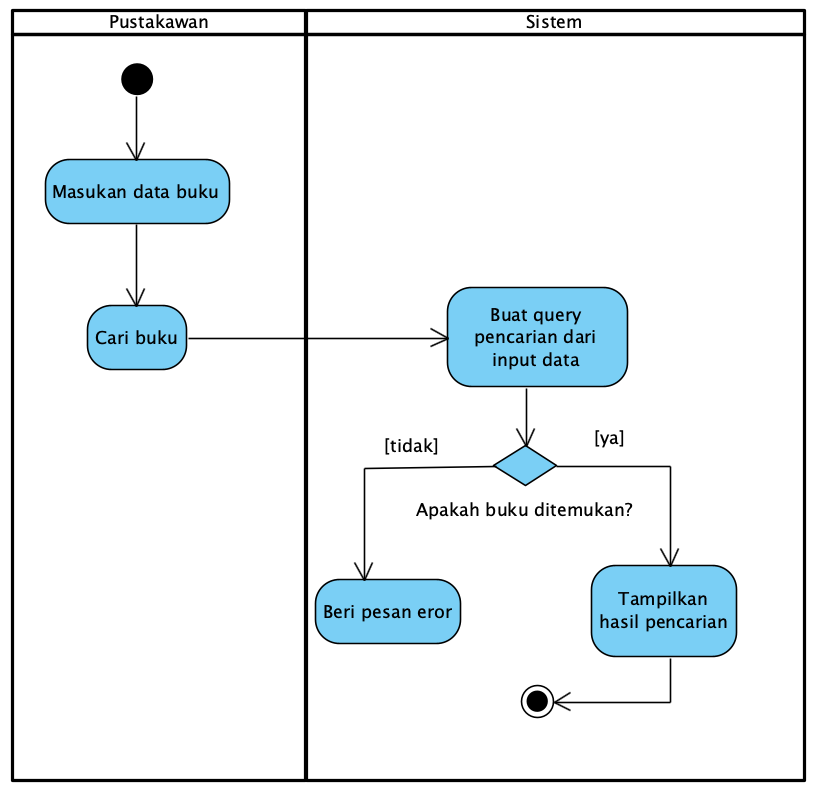 Pustakawan
Sistem
Masukan data buku
Cari buku
Buat query
pencarian dari
input data
[tidak]
[ya]
Apakah buku ditemukan?
Beri pesan eror
Tampilkan
hasil pencarian